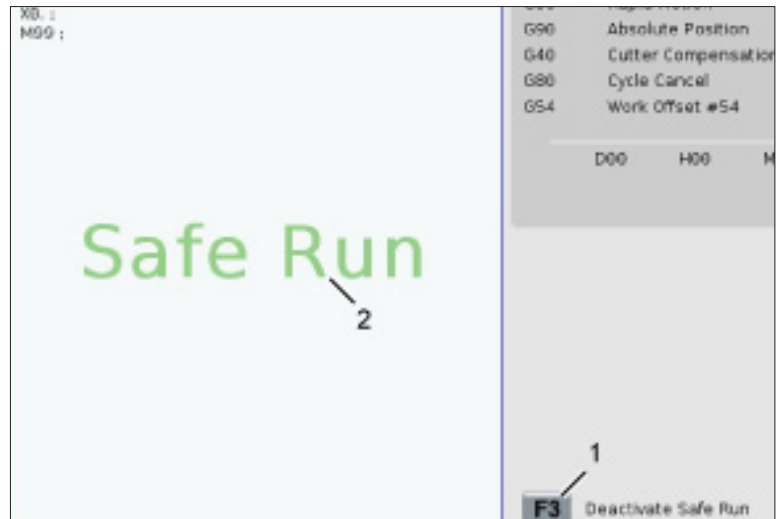 X0. ;
M99 ;
Safe Run
2
G90 Absolute Position
G40 Cutter Compensation
G80 Cycle Cancel
G54 Work Offset #54
D00 H00 M
1
F3 Deactivate Safe Run